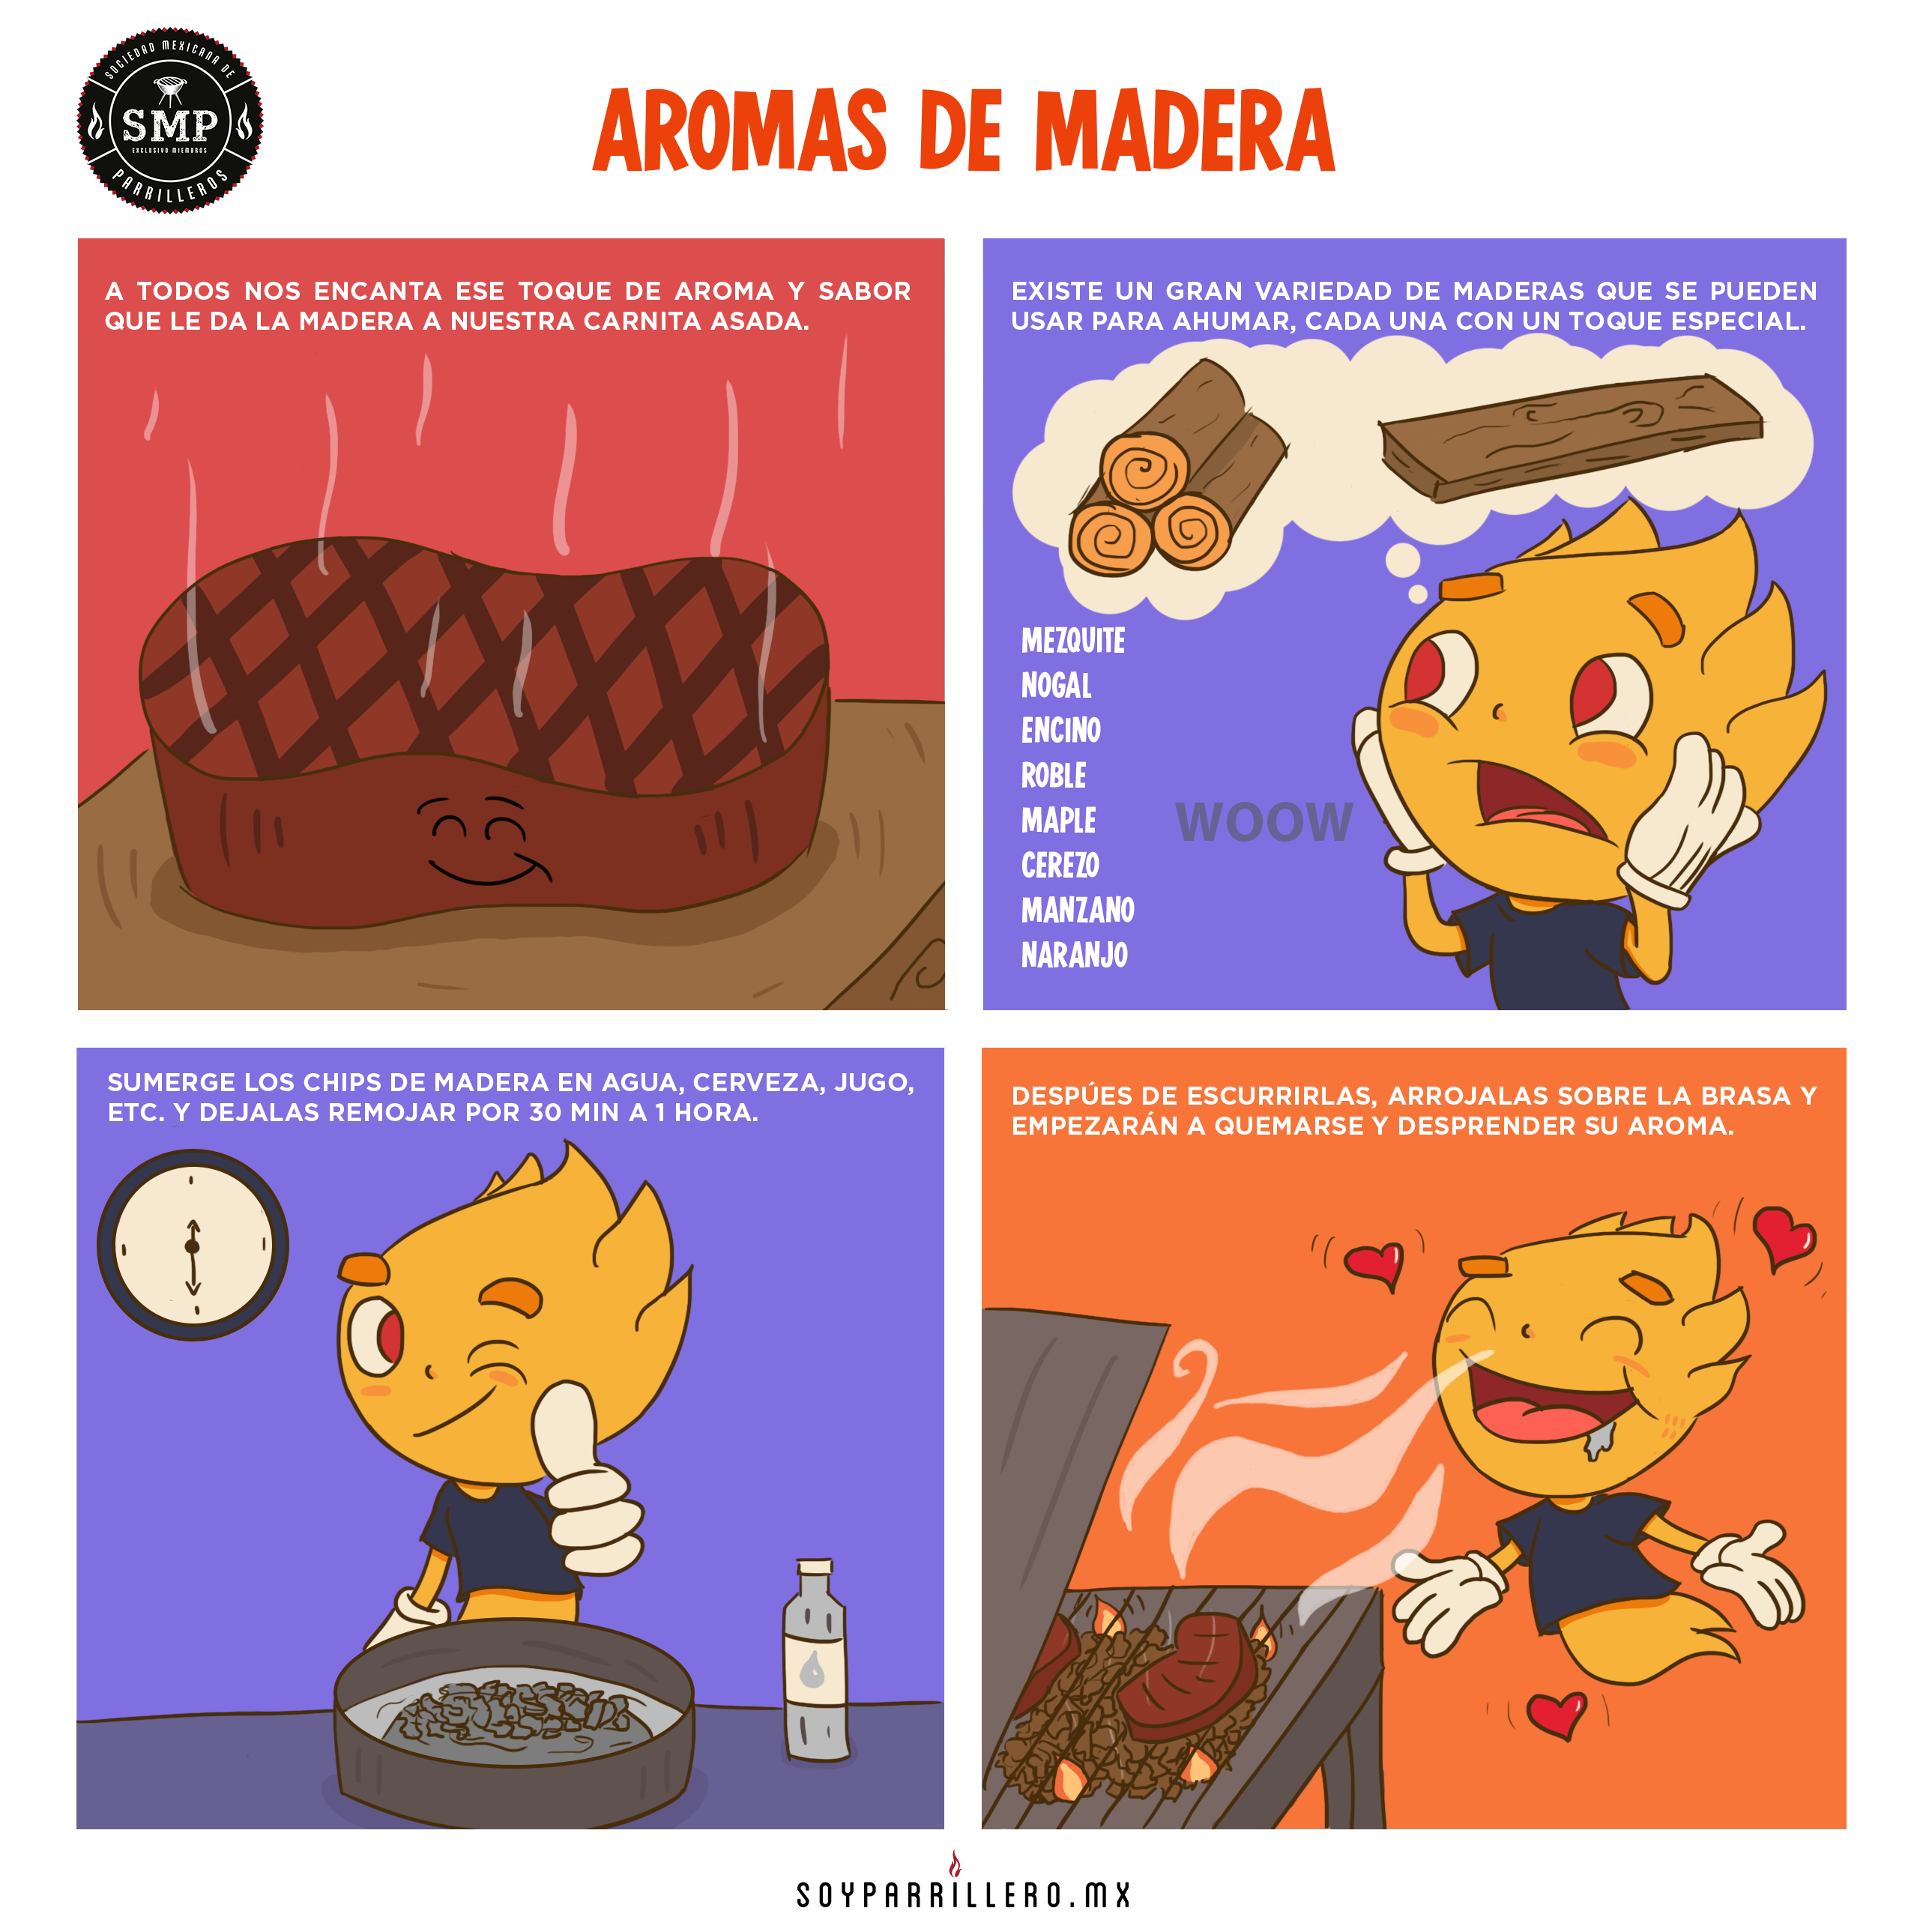 SOCIEDAD MEXICANA DE
SMP
EXCLUSIVO MIEMBROS
PARRILLEROS
AROMAS DE MADERA
A TODOS NOS ENCANTA ESE TOQUE DE AROMA Y SABOR
QUE LE DA LA MADERA A NUESTRA CARNITA ASADA.
EXISTE UN GRAN VARIEDAD DE MADERAS QUE SE PUEDEN
USAR PARA AHUMAR, CADA UNA CON UN TOQUE ESPECIAL.
MEZQUITE
NOGAL
ENCINO
ROBLE
MAPLE
CEREZO
MANZANO
NARANJO
WOOW
SUMERGE LOS CHIPS DE MADERA EN AGUA, CERVEZA, JUGO,
ETC. Y DEJALAS REMOJAR POR 30 MIN A 1 HORA.
DESPÚES DE ESCURRIRLAS, ARROJALAS SOBRE LA BRASA Y
EMPEZARÁN A QUEMARSE Y DESPRENDER SU AROMA.
SOYPARRILLERO.MX